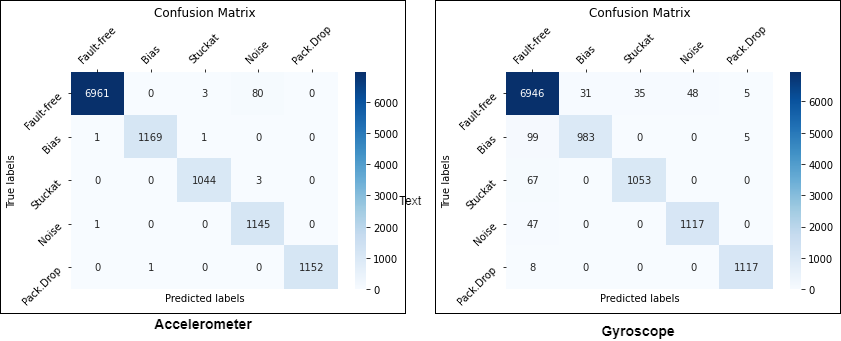 Confusion Matrix
Fault-free Bias Stuckat Noise Pack.Drop
Fault-free 6961 0 3 80 0
Bias 1 1169 1 0 0
Stuckat 0 0 1044 3 0
Noise 1 0 0 1145 0
Pack.Drop 0 1 0 0 1152
True labels
Predicted labels
6000
5000
4000
3000
2000
1000
0
Accelerometer
Text
Confusion Matrix
Fault-free Bias Stuckat Noise Pack.Drop
Fault-free 6946 31 35 48 5
Bias 99 983 0 0 5
Stuckat 67 0 1053 0 0
Noise 47 0 0 1117 0
Pack.Drop 8 0 0 0 1117
True labels
Predicted labels
6000
5000
4000
3000
2000
1000
0
Gyroscope